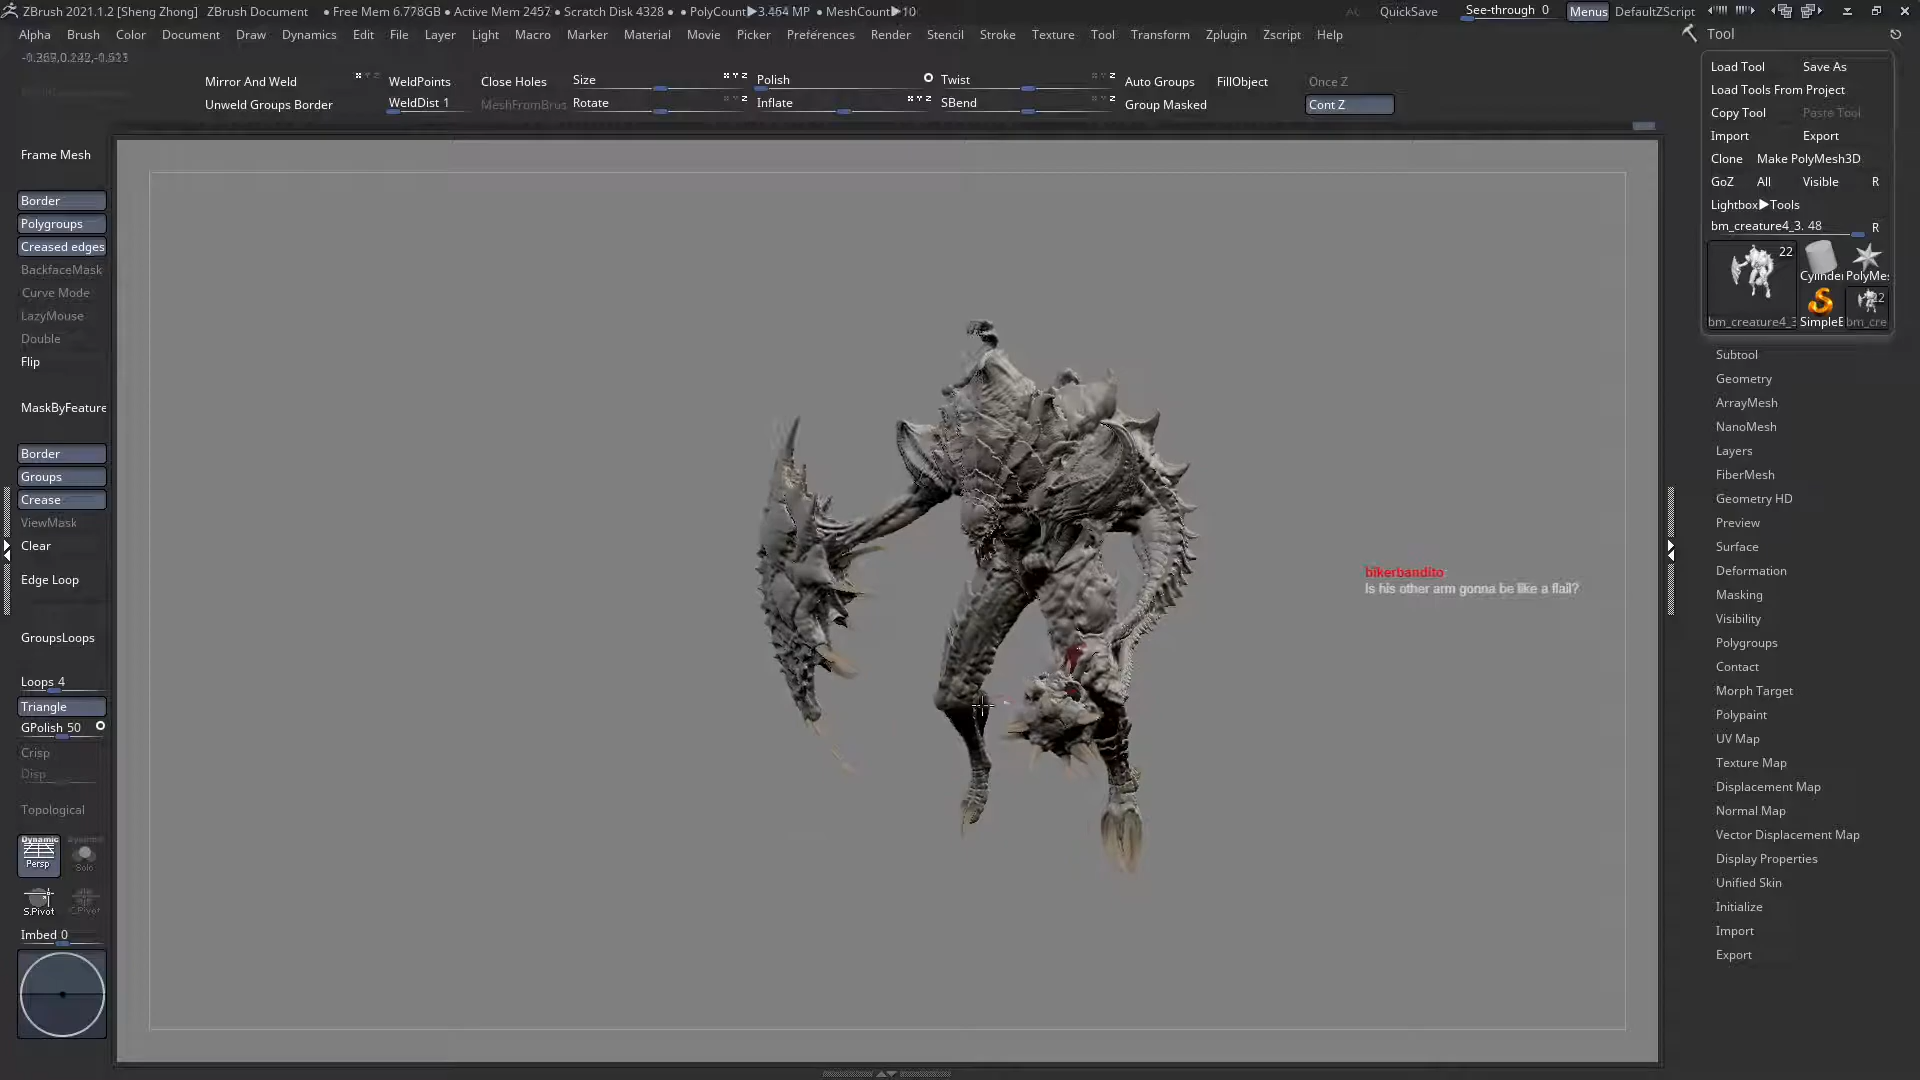 ZBrush 2021.1.2 [Sheng Zhong] ZBrush Document • Free Mem 6.778GB • Active Mem 2457 • Scratch Disk 4328 • • PolyCount▶3.464 MP • MeshCount▶10 QuickSave See-through 0 Menus DefaultZScript
Alpha Brush Color Document Draw Dynamics Edit File Layer Light Macro Marker Material Movie Picker Preferences Render Stencil Stroke Texture Tool Transform Zplugin Zscript Help
Mirror And Weld WeldPoints Close Holes Size Polish Twist Auto Groups FillObject Once Z
Unweld Groups Border WeldDist 1 MeshFromBrus Rotate Inflate SBend Group Masked Cont Z
Frame Mesh
Border
Polygroups
Creased edges
BackfaceMask
Curve Mode
LazyMouse
Double
Flip
MaskByFeature
Border
Groups
Crease
ViewMask
Clear
Edge Loop
GroupsLoops
Loops 4
Triangle
GPolish 50
Crisp
Disp
Topological
Dynamic
Persp Solo
S.Pivot C.Pivot
Imbed 0
bikerbandito
Is his other arm gonna be like a flail?
Tool
Load Tool Save As
Load Tools From Project
Copy Tool Paste Tool
Import Export
Clone Make PolyMesh3D
GoZ All Visible R
Lightbox▶Tools
bm_creature4_3. 48 R
22
Cylinder PolyMes
bm_creature4_3 SimpleE bm_cre
Subtool
Geometry
ArrayMesh
NanoMesh
Layers
FiberMesh
Geometry HD
Preview
Surface
Deformation
Masking
Visibility
Polygroups
Contact
Morph Target
Polypaint
UV Map
Texture Map
Displacement Map
Normal Map
Vector Displacement Map
Display Properties
Unified Skin
Initialize
Import
Export